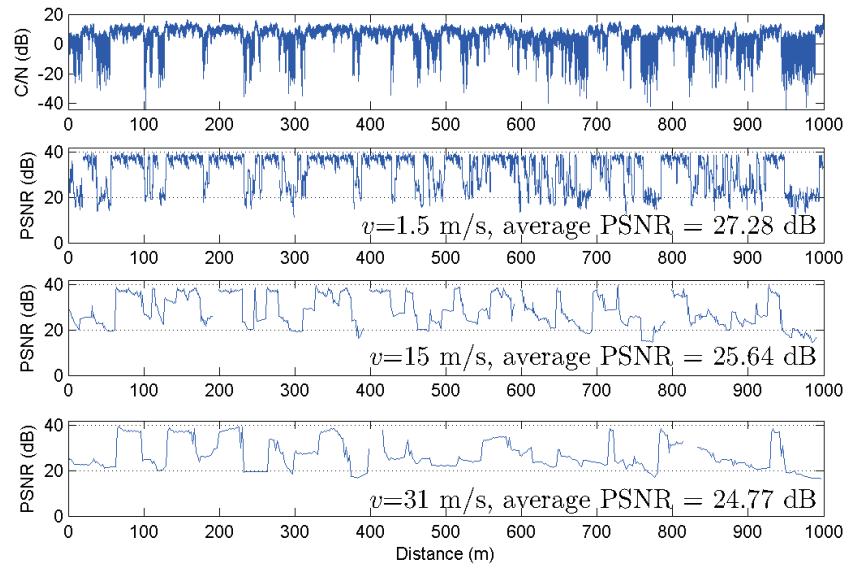 C/N (dB)
20
0
-20
-40
0 100 200 300 400 500 600 700 800 900 1000
PSNR (dB)
40
20
0
v=1.5 m/s, average PSNR = 27.28 dB
0 100 200 300 400 500 600 700 800 900 1000
PSNR (dB)
40
20
0
v=15 m/s, average PSNR = 25.64 dB
0 100 200 300 400 500 600 700 800 900 1000
PSNR (dB)
40
20
0
v=31 m/s, average PSNR = 24.77 dB
0 100 200 300 400 500 600 700 800 900 1000
Distance (m)